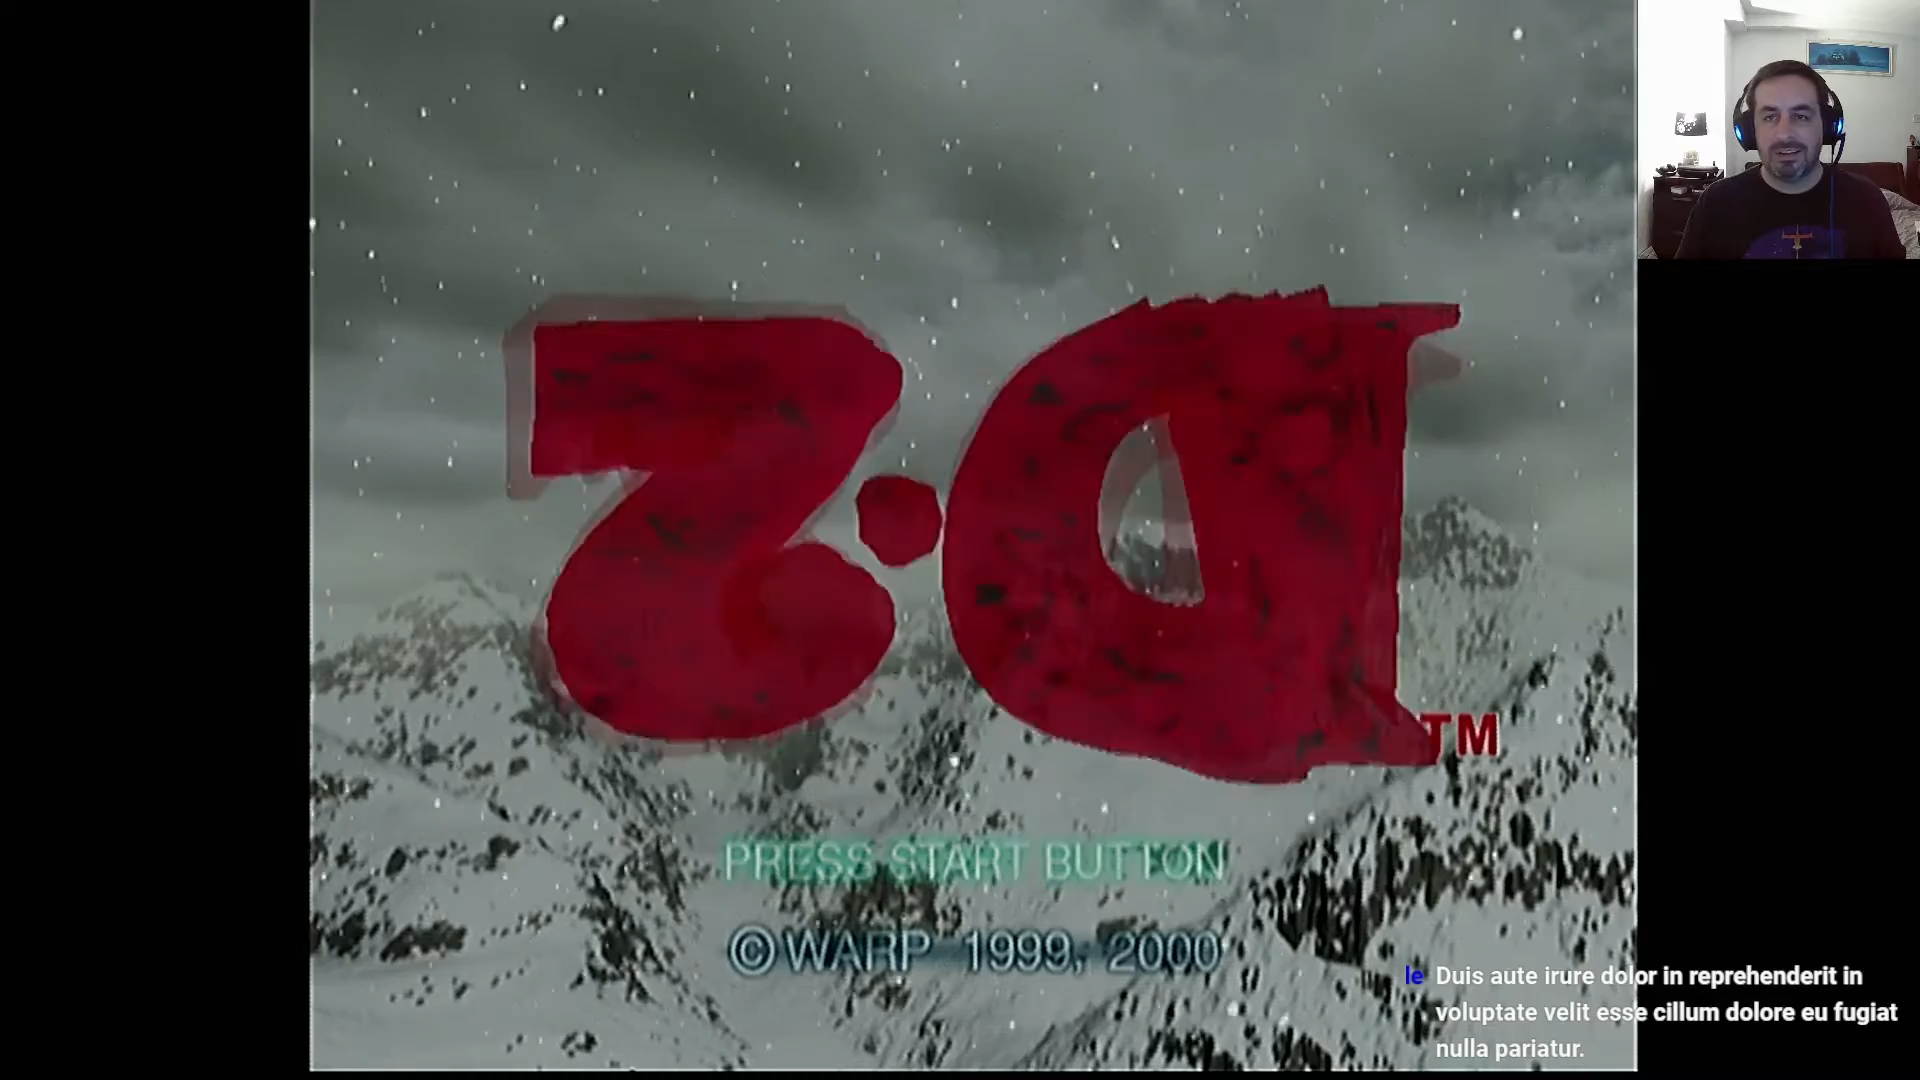 D.2
TM
PRESS START BUTTON
©WARP 1999, 2000
le Duis aute irure dolor in reprehenderit in
voluptate velit esse cillum dolore eu fugiat
nulla pariatur.